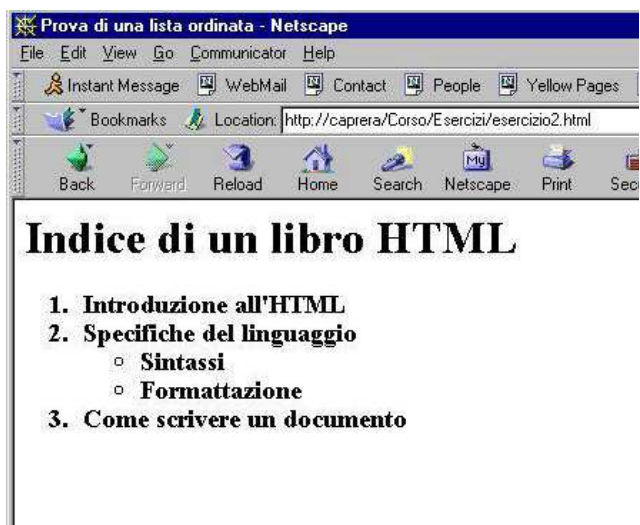 Prova di una lista ordinata - Netscape
File Edit View Go Communicator Help
Instant Message WebMail Contact People Yellow Pages
Bookmarks Location: http://caprera/Corso/Esercizi/esercizio2.html
My
Back Forward Reload Home Search Netscape Print
Indice di un libro HTML
1. Introduzione all'HTML
2. Specifiche del linguaggio
Sintassi
Formattazione
3. Come scrivere un documento